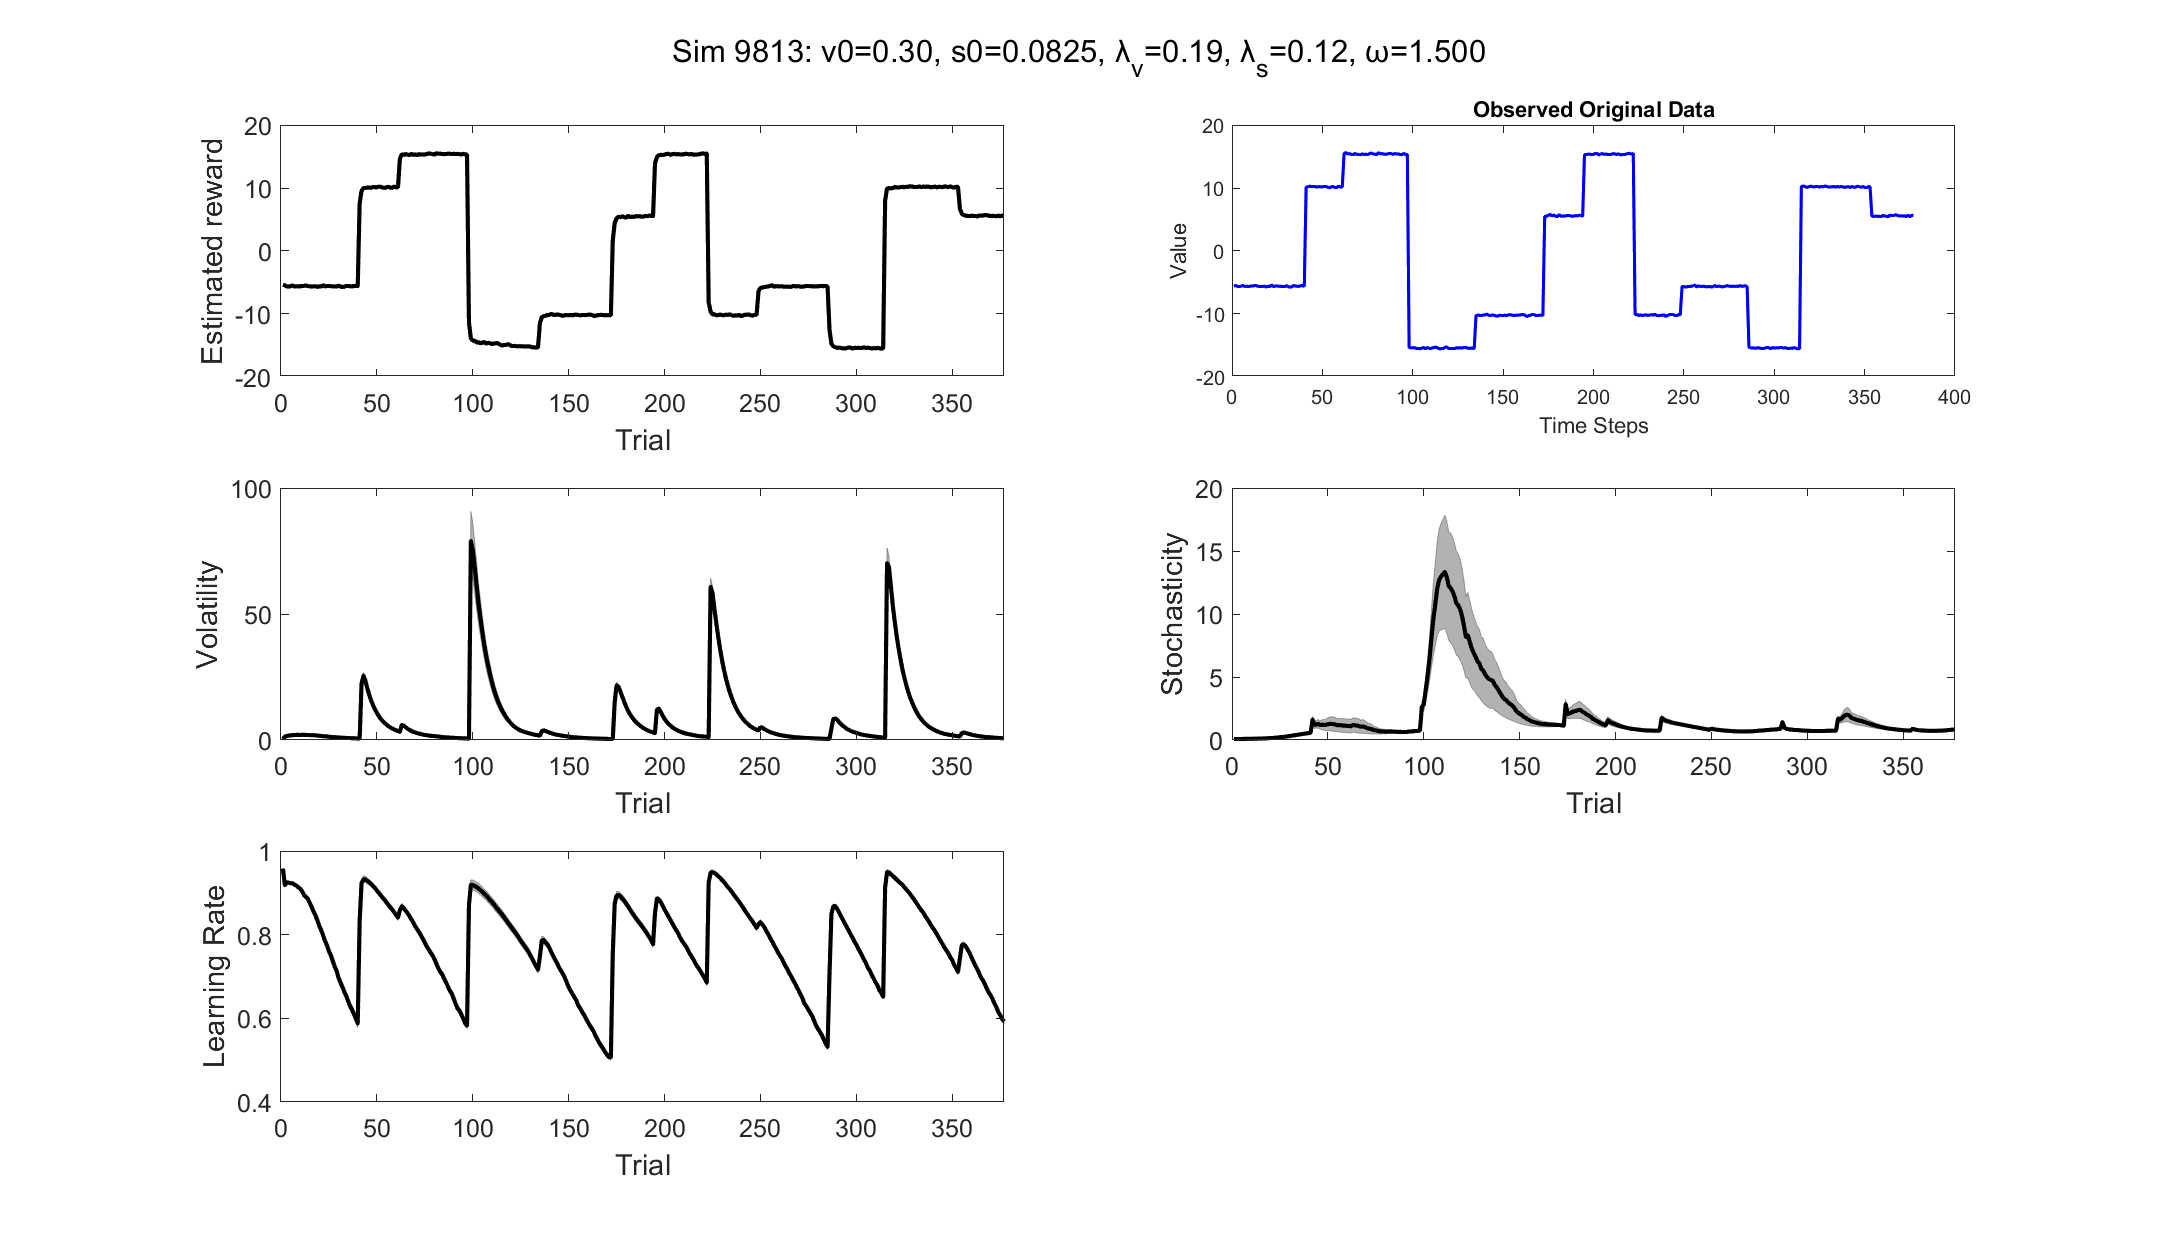 Sim 9813: v0=0.30, s0=0.0825, λv=0.19, λs=0.12, ω=1.500
20
10
0
-10
-20
Estimated reward
0 50 100 150 200 250 300 350
Trial
Observed Original Data
20
10
0
-10
-20
Value
0 50 100 150 200 250 300 350 400
Time Steps
100
50
0
Volatility
0 50 100 150 200 250 300 350
Trial
20
15
10
5
0
Stochasticity
0 50 100 150 200 250 300 350
Trial
1
0.8
0.6
0.4
Learning Rate
0 50 100 150 200 250 300 350
Trial